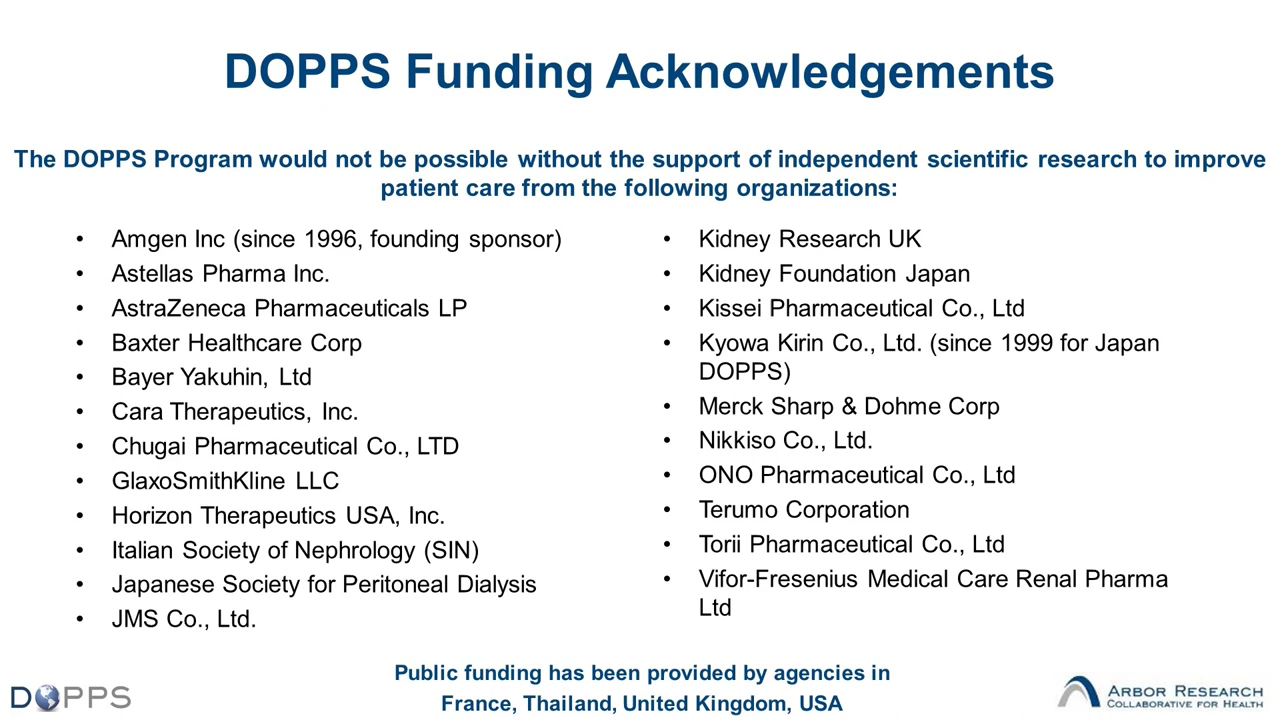 DOPPS Funding Acknowledgements
The DOPPS Program would not be possible without the support of independent scientific research to improve
patient care from the following organizations:
• Amgen Inc (since 1996, founding sponsor)
• Astellas Pharma Inc.
• AstraZeneca Pharmaceuticals LP
• Baxter Healthcare Corp
• Bayer Yakuhin, Ltd
• Cara Therapeutics, Inc.
• Chugai Pharmaceutical Co., LTD
• GlaxoSmithKline LLC
• Horizon Therapeutics USA, Inc.
• Italian Society of Nephrology (SIN)
• Japanese Society for Peritoneal Dialysis
• JMS Co., Ltd.
• Kidney Research UK
• Kidney Foundation Japan
• Kissei Pharmaceutical Co., Ltd
• Kyowa Kirin Co., Ltd. (since 1999 for Japan
DOPPS)
• Merck Sharp & Dohme Corp
• Nikkiso Co., Ltd.
• ONO Pharmaceutical Co., Ltd
• Terumo Corporation
• Torii Pharmaceutical Co., Ltd
• Vifor-Fresenius Medical Care Renal Pharma
Ltd
Public funding has been provided by agencies in
France, Thailand, United Kingdom, USA
DOPPS
ARBOR RESEARCH
COLLABORATIVE FOR HEALTH